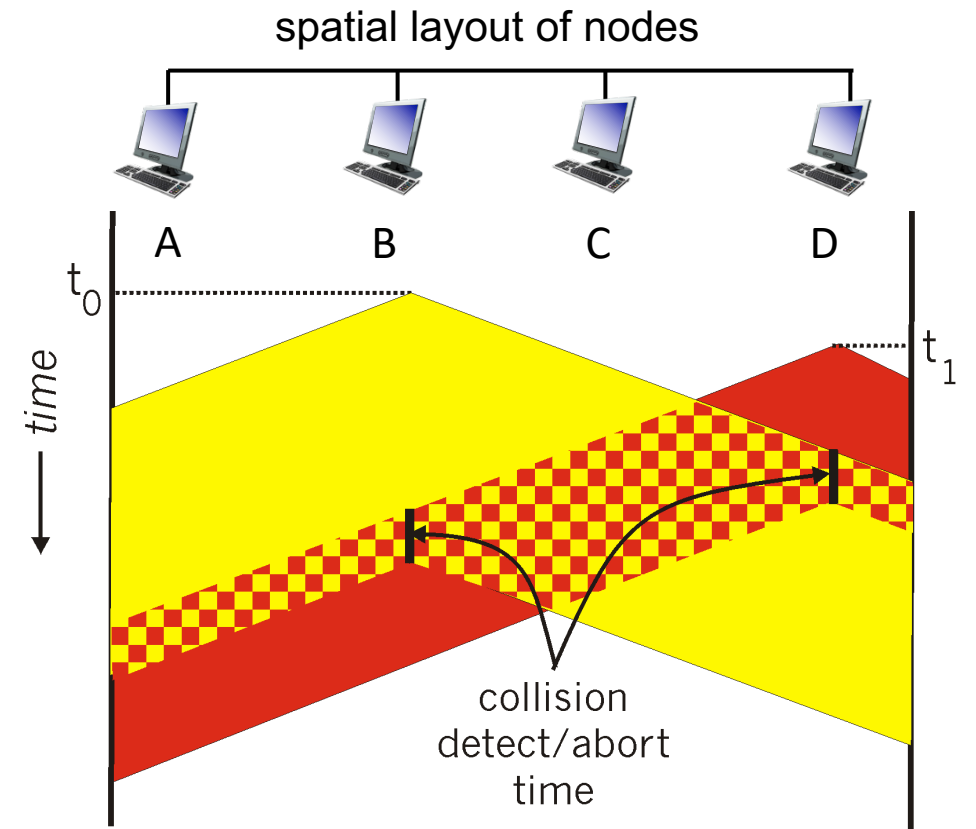 spatial layout of nodes
A B C D
t0
t1
time
collision
detect/abort
time